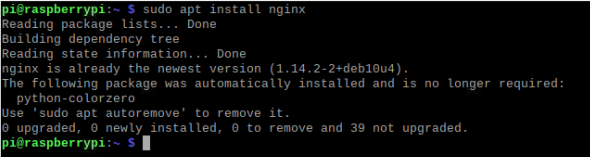 pi@raspberrypi:~ $ sudo apt install nginx
Reading package lists... Done
Building dependency tree
Reading state information... Done
nginx is already the newest version (1.14.2-2+deb10u4).
The following package was automatically installed and is no longer required:
  python-colorzero
Use 'sudo apt autoremove' to remove it.
0 upgraded, 0 newly installed, 0 to remove and 39 not upgraded.
pi@raspberrypi:~ $